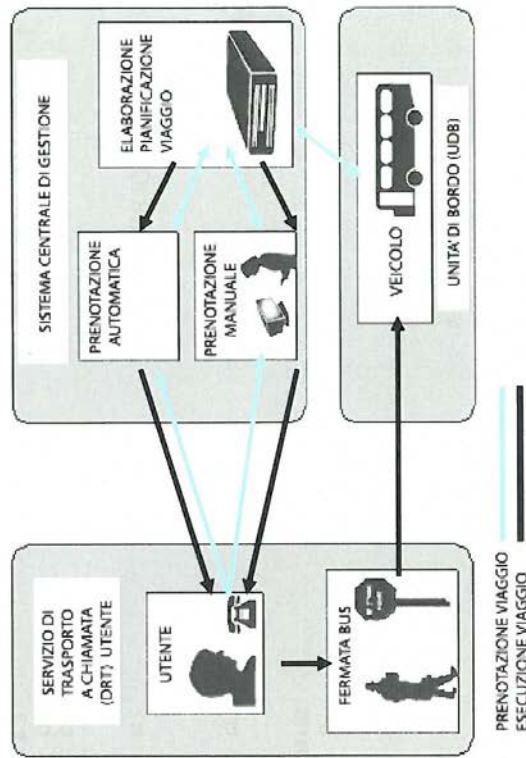 SERVIZIO DI
TRASPORTO
A CHIAMATA
(DRT) UTENTE
UTENTE
FERMATA BUS
SISTEMA CENTRALE DI GESTIONE
PRENOTAZIONE
AUTOMATICA
PRENOTAZIONE
MANUALE
ELABORAZIONE
PIANIFICAZIONE
VIAGGIO
VEICOLO
UNITA' DI BORDO (UDB)
PRENOTAZIONE VIAGGIO
ESECUZIONE VIAGGIO